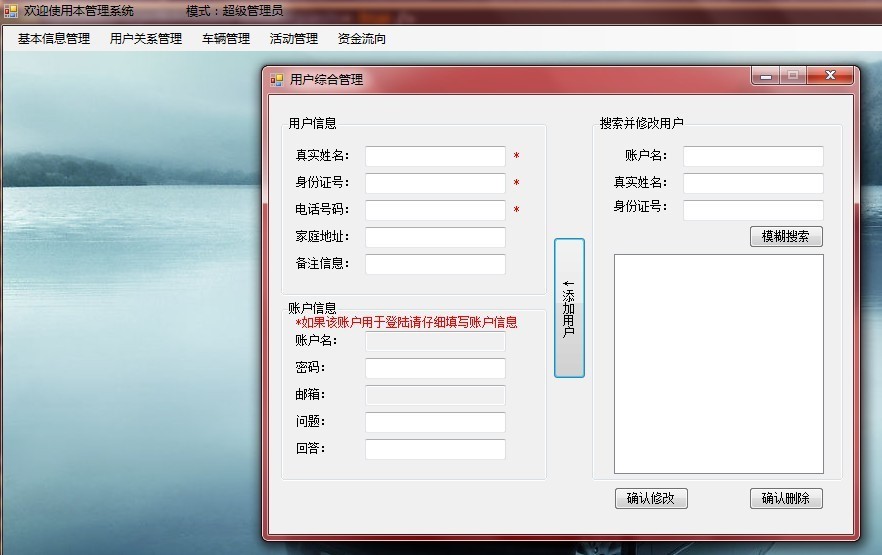 欢迎使用本管理系统 模式：超级管理员
基本信息管理 用户关系管理 车辆管理 活动管理 资金流向
用户综合管理
用户信息
真实姓名： *
身份证号： *
电话号码： *
家庭地址：
备注信息：
账户信息
*如果该账户用于登陆请仔细填写账户信息
账户名：
密码：
邮箱：
问题：
回答：
←添加用户
搜索并修改用户
账户名：
真实姓名：
身份证号：
模糊搜索
确认修改 确认删除